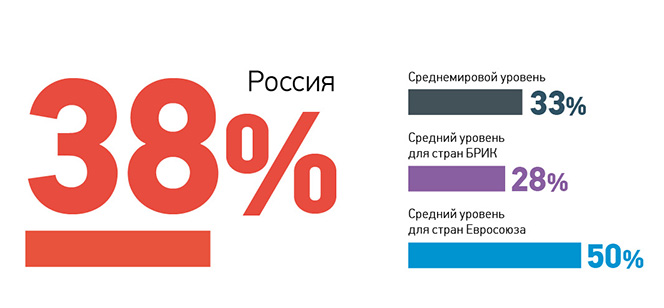 Россия
38%
Среднемировой уровень
33%
Средний уровень
для стран БРИК
28%
Средний уровень
для стран Евросоюза
50%